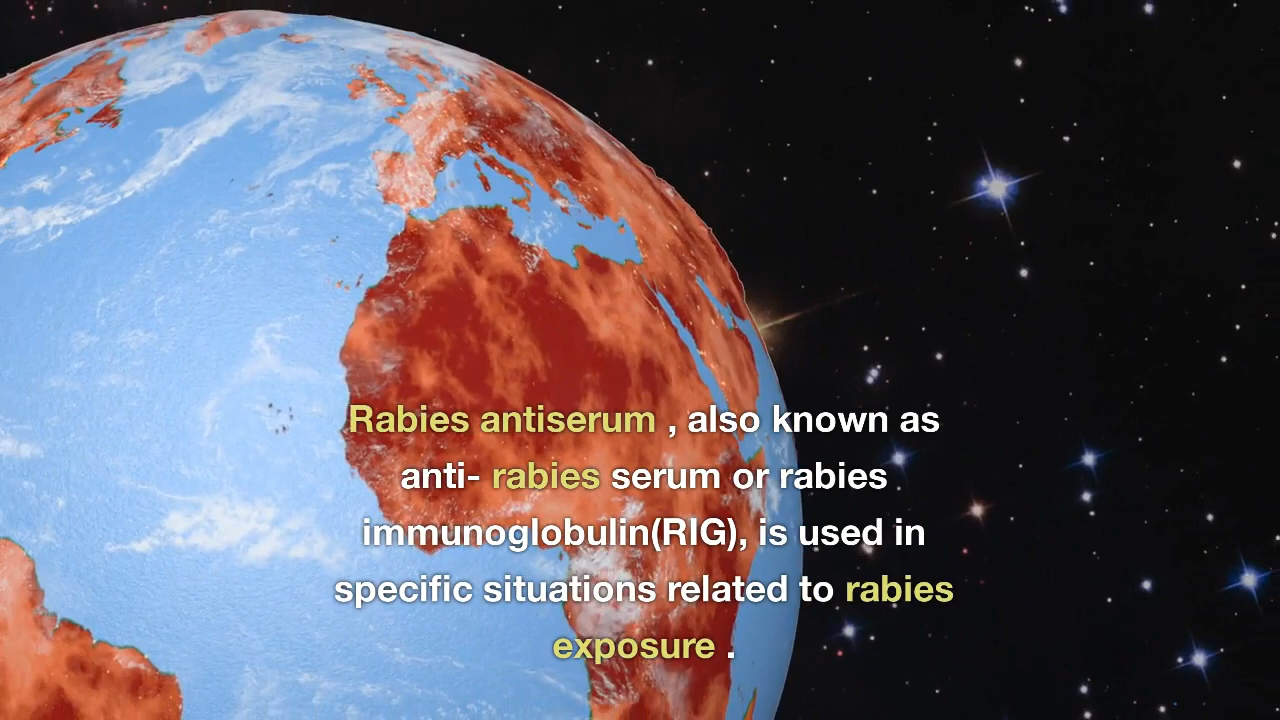 Rabies antiserum , also known as
anti- rabies serum or rabies
immunoglobulin(RIG), is used in
specific situations related to rabies
exposure .